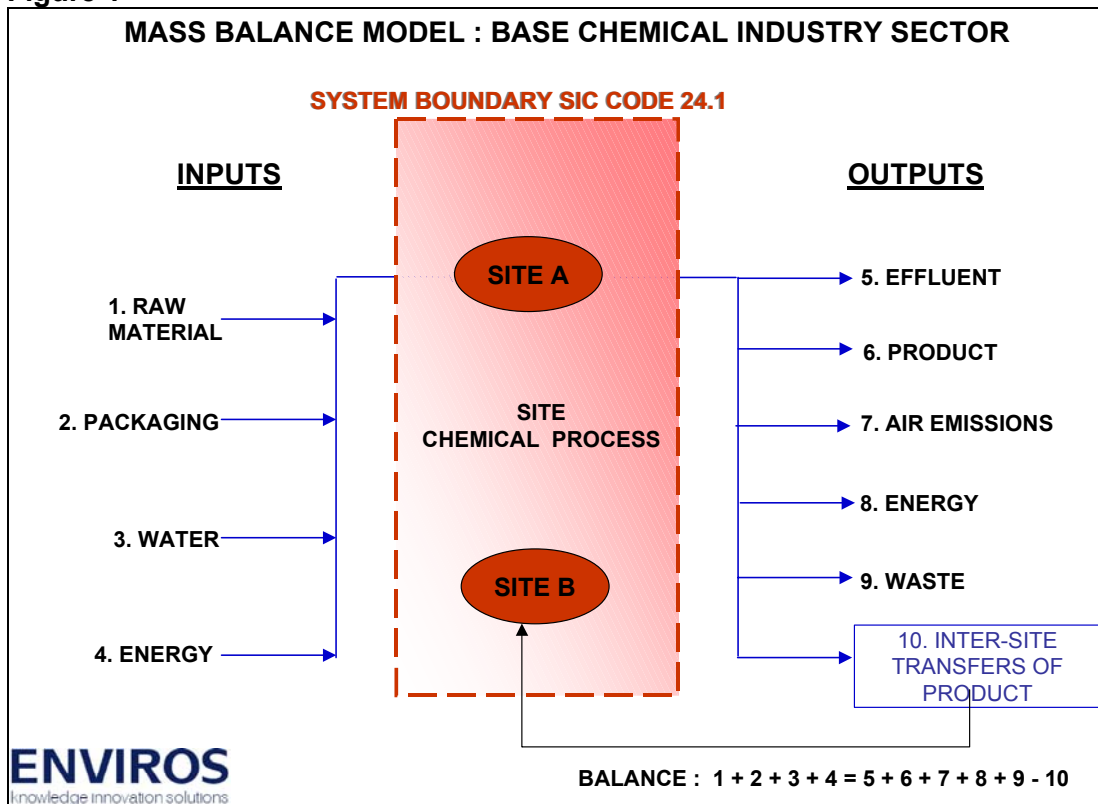 MASS BALANCE MODEL : BASE CHEMICAL INDUSTRY SECTOR
SYSTEM BOUNDARY SIC CODE 24.1
INPUTS
OUTPUTS
SITE A
5. EFFLUENT
1. RAW
MATERIAL
6. PRODUCT
2. PACKAGING
SITE
CHEMICAL PROCESS
7. AIR EMISSIONS
8. ENERGY
3. WATER
SITE B
9. WASTE
4. ENERGY
10. INTER-SITE
TRANSFERS OF
PRODUCT
ENVIROS
knowledge innovation solutions
BALANCE : 1 + 2 + 3 + 4 = 5 + 6 + 7 + 8 + 9 - 10